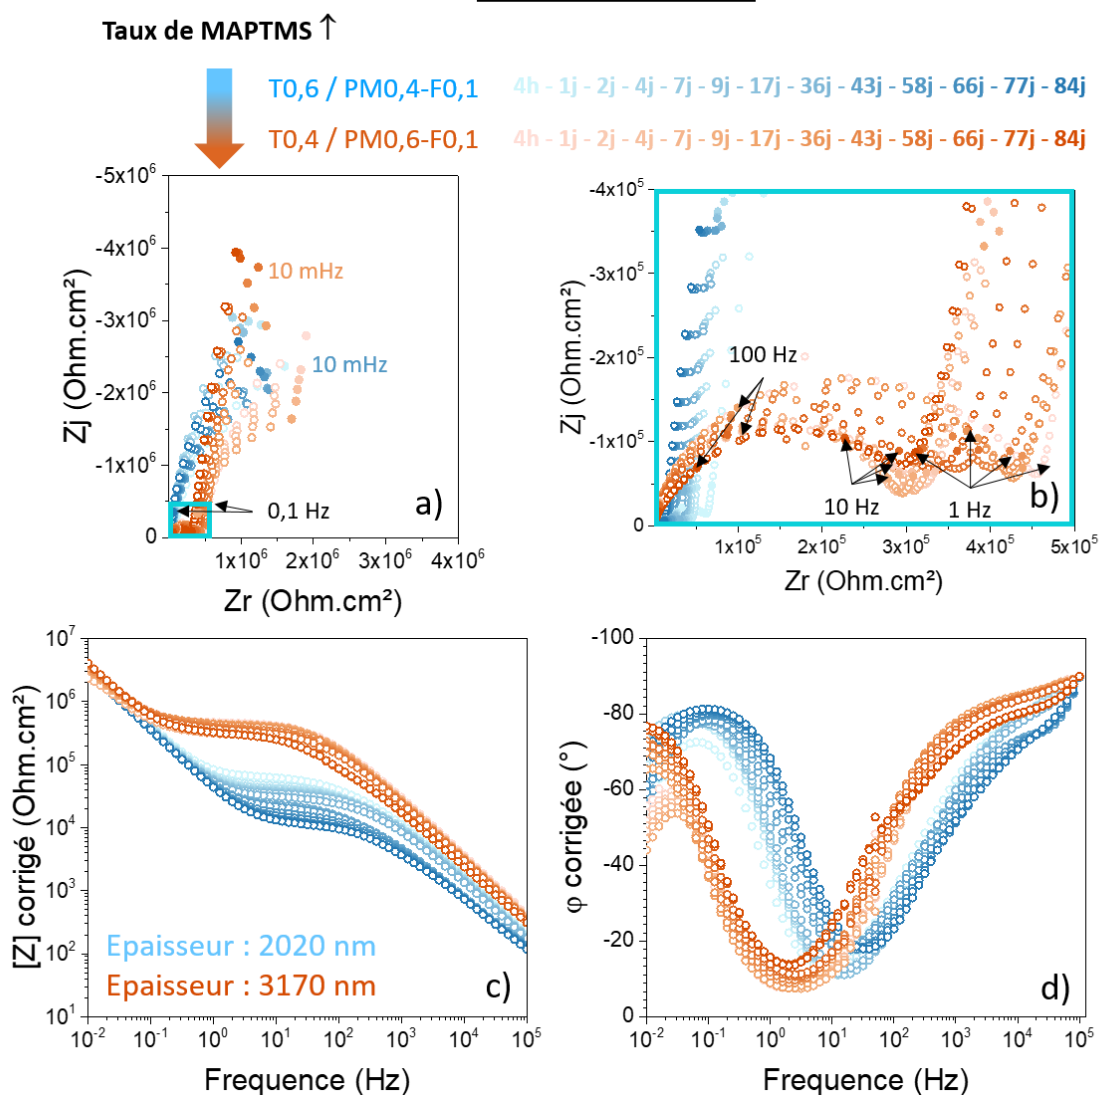 Taux de MAPTMS ↑
T0,6 / PM0,4-F0,1 4h - 1j - 2j - 4j - 7j - 9j - 17j - 36j - 43j - 58j - 66j - 77j - 84j
T0,4 / PM0,6-F0,1 4h - 1j - 2j - 4j - 7j - 9j - 17j - 36j - 43j - 58j - 66j - 77j - 84j
-5x10⁶
-4x10⁶
-3x10⁶
-2x10⁶
-1x10⁶
0
Zj (Ohm.cm²)
10 mHz
10 mHz
0,1 Hz
a)
1x10⁶ 2x10⁶ 3x10⁶ 4x10⁶
Zr (Ohm.cm²)
-4x10⁵
-3x10⁵
-2x10⁵
-1x10⁵
0
Zj (Ohm.cm²)
100 Hz
10 Hz
1 Hz
b)
1x10⁵ 2x10⁵ 3x10⁵ 4x10⁵ 5x10⁵
Zr (Ohm.cm²)
10⁷
10⁶
10⁵
10⁴
10³
10²
10¹
[Z] corrigé (Ohm.cm²)
Epaisseur : 2020 nm
Epaisseur : 3170 nm
c)
10⁻² 10⁻¹ 10⁰ 10¹ 10² 10³ 10⁴ 10⁵
Frequence (Hz)
-100
-80
-60
-40
-20
0
φ corrigée (°)
d)
10⁻² 10⁻¹ 10⁰ 10¹ 10² 10³ 10⁴ 10⁵
Frequence (Hz)